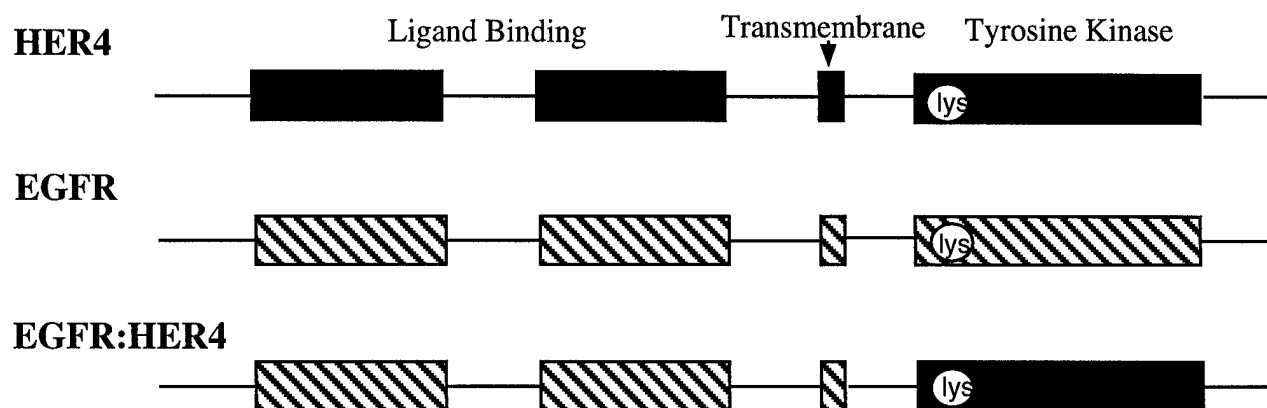 HER4
Ligand Binding
Transmembrane
Tyrosine Kinase
lys
EGFR
lys
EGFR:HER4
lys